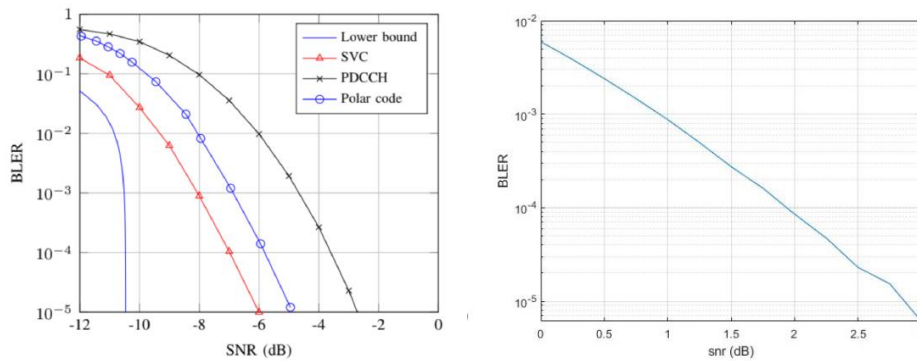 1
10⁻¹
10⁻²
10⁻³
10⁻⁴
10⁻⁵
BLER
-12 -10 -8 -6 -4 -2 0
SNR (dB)
Lower bound
SVC
PDCCH
Polar code
10⁻²
10⁻³
10⁻⁴
10⁻⁵
BLER
0 0.5 1 1.5 2 2.5
snr (dB)